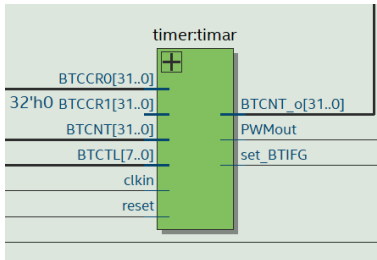 timer:timar
BTCCR0[31..0]
32'h0 BTCCR1[31..0]
BTCNT[31..0]
BTCTL[7..0]
clkin
reset
BTCNT_o[31..0]
PWMout
set_BTIFG